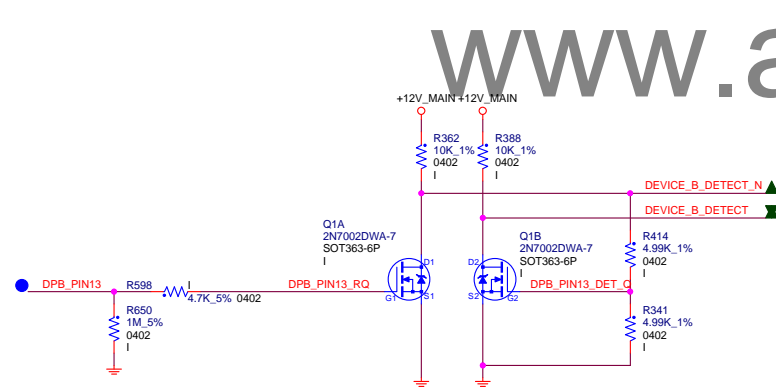 www.a
+12V_MAIN +12V_MAIN
R362
10K_1%
0402
I
R388
10K_1%
0402
I
DEVICE_B_DETECT_N
DEVICE_B_DETECT
Q1A
2N7002DWA-7
SOT363-6P
I
Q1B
2N7002DWA-7
SOT363-6P
I
R414
4.99K_1%
0402
I
D1
G1
S1
D2
S2
G2
DPB_PIN13
R598
I
4.7K_5% 0402
DPB_PIN13_RQ
DPB_PIN13_DET_Q
R650
1M_5%
0402
I
R341
4.99K_1%
0402
I